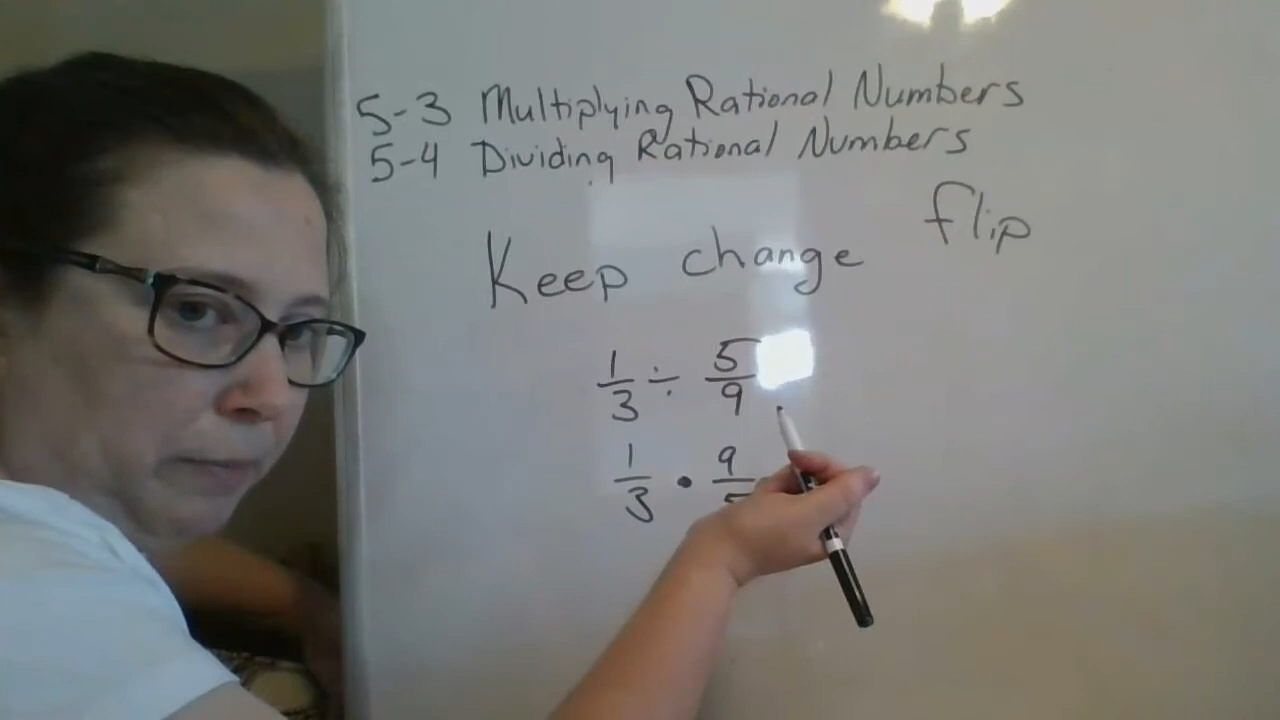 5-3 Multiplying Rational Numbers
5-4 Dividing Rational Numbers
Keep change flip
1/3 ÷ 5/9
1/3 • 9/5